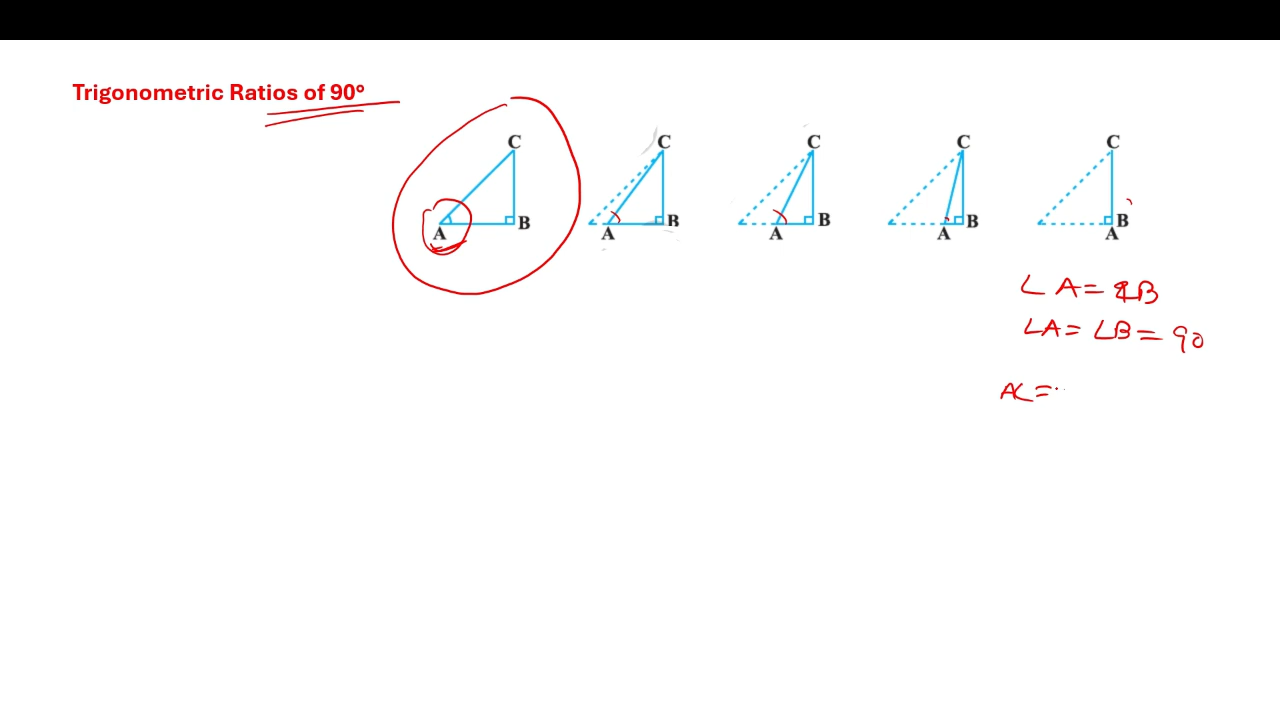 Trigonometric Ratios of 90°
C C C C C
A B A B A B A B B A
∠ A = ∠B
∠A = ∠B = 90
AC =